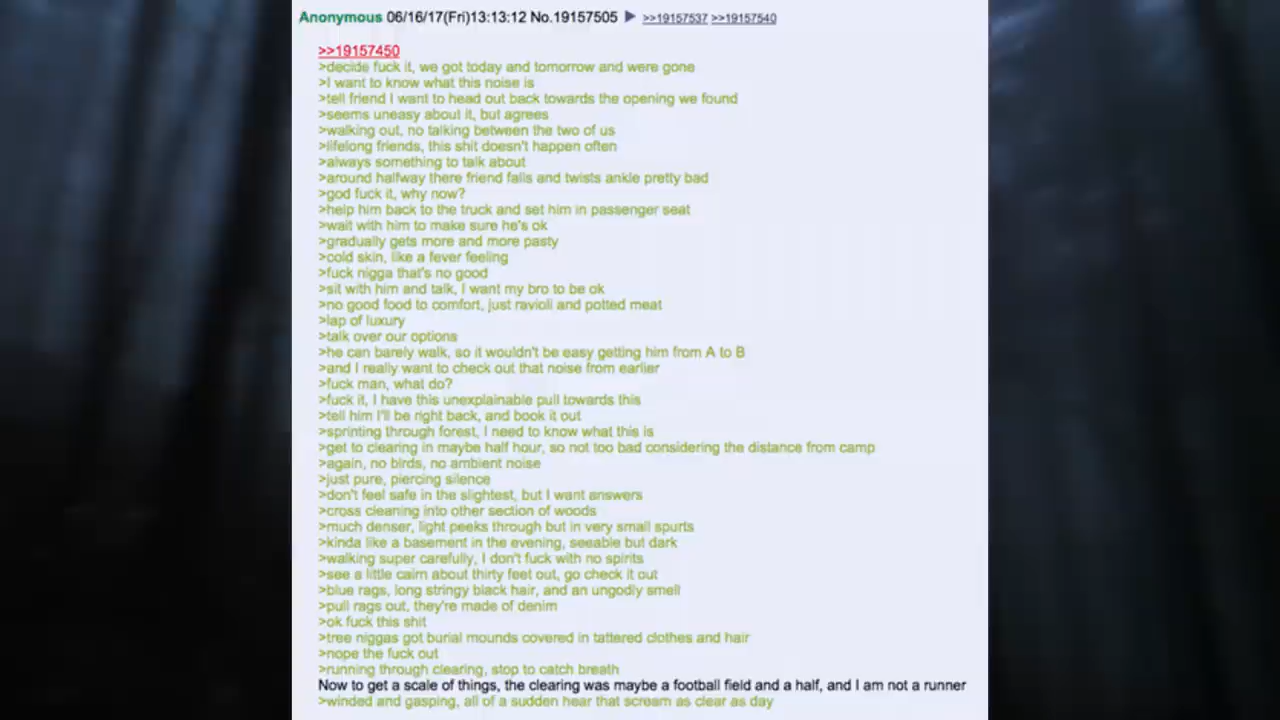 Anonymous 06/16/17(Fri)13:13:12 No.19157505 ▶ >>19157537 >>19157540
>>19157450
>decide fuck it, we got today and tomorrow and were gone
>I want to know what this noise is
>tell friend I want to head out back towards the opening we found
>seems uneasy about it, but agrees
>walking out, no talking between the two of us
>lifelong friends, this shit doesn't happen often
>always something to talk about
>around halfway there friend falls and twists ankle pretty bad
>god fuck it, why now?
>help him back to the truck and set him in passenger seat
>wait with him to make sure he's ok
>gradually gets more and more pasty
>cold skin, like a fever feeling
>fuck nigga that's no good
>sit with him and talk, I want my bro to be ok
>no good food to comfort, just ravioli and potted meat
>lap of luxury
>talk over our options
>he can barely walk, so it wouldn't be easy getting him from A to B
>and I really want to check out that noise from earlier
>fuck man, what do?
>fuck it, I have this unexplainable pull towards this
>tell him I'll be right back, and book it out
>sprinting through forest, I need to know what this is
>get to clearing in maybe half hour, so not too bad considering the distance from camp
>again, no birds, no ambient noise
>just pure, piercing silence
>don't feel safe in the slightest, but I want answers
>cross cleaning into other section of woods
>much denser, light peeks through but in very small spurts
>kinda like a basement in the evening, seeable but dark
>walking super carefully, I don't fuck with no spirits
>see a little cairn about thirty feet out, go check it out
>blue rags, long stringy black hair, and an ungodly smell
>pull rags out, they're made of denim
>ok fuck this shit
>tree niggas got burial mounds covered in tattered clothes and hair
>nope the fuck out
>running through clearing, stop to catch breath
Now to get a scale of things, the clearing was maybe a football field and a half, and I am not a runner
>winded and gasping, all of a sudden hear that scream as clear as day